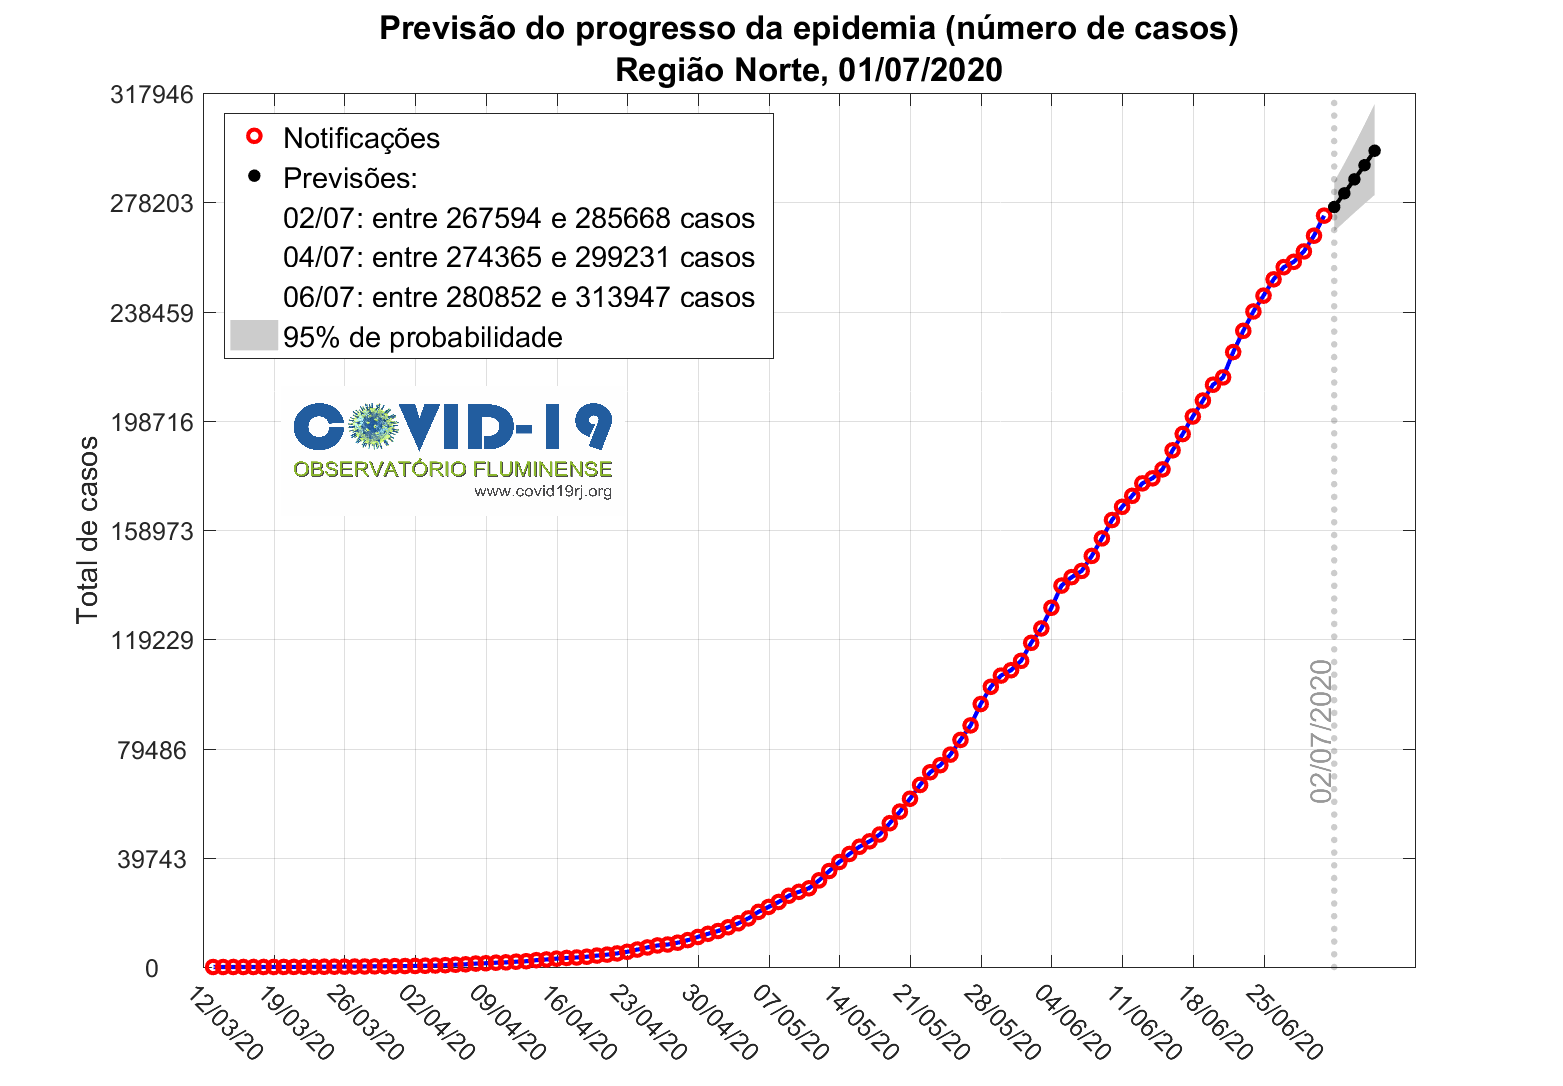 Previsão do progresso da epidemia (número de casos)
Região Norte, 01/07/2020
317946
278203
238459
198716
158973
119229
79486
39743
0
Total de casos
Notificações
Previsões:
02/07: entre 267594 e 285668 casos
04/07: entre 274365 e 299231 casos
06/07: entre 280852 e 313947 casos
95% de probabilidade
COVID-19
OBSERVATÓRIO FLUMINENSE
www.covid19rj.org
02/07/2020
12/03/20
19/03/20
26/03/20
02/04/20
09/04/20
16/04/20
23/04/20
30/04/20
07/05/20
14/05/20
21/05/20
28/05/20
04/06/20
11/06/20
18/06/20
25/06/20